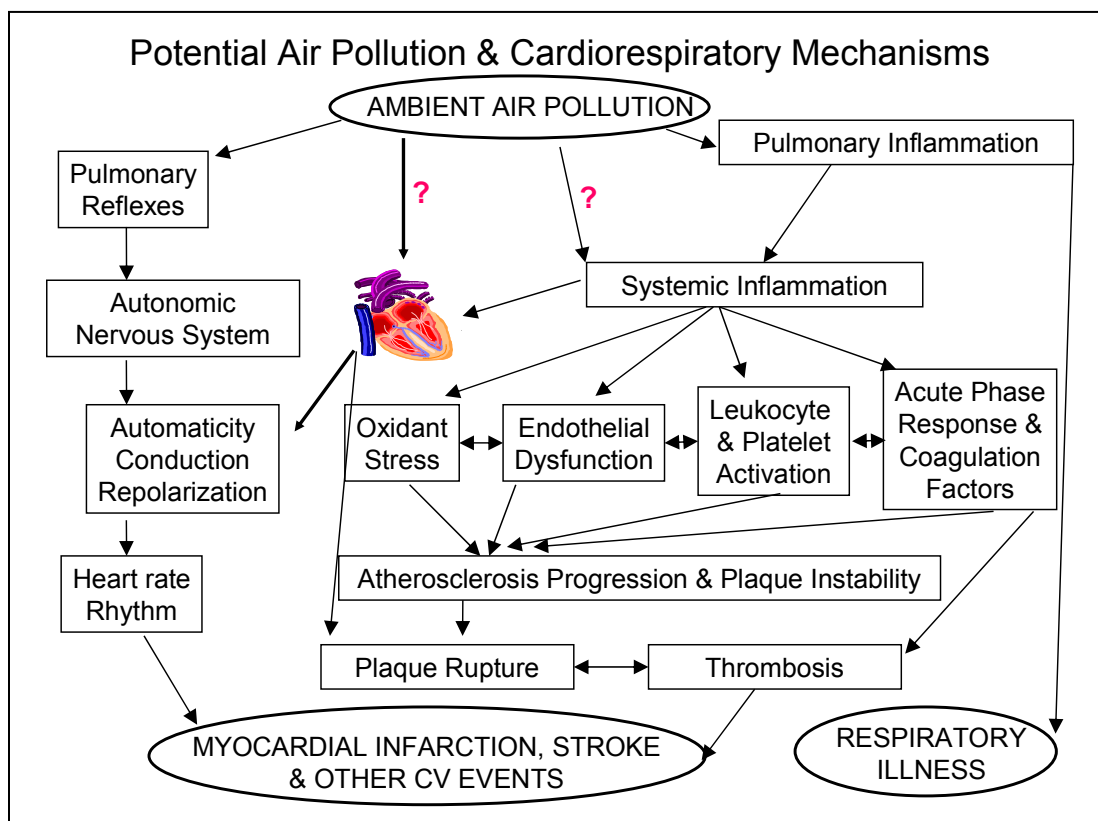 Potential Air Pollution & Cardiorespiratory Mechanisms
AMBIENT AIR POLLUTION
Pulmonary Inflammation
Pulmonary
Reflexes
?
?
Systemic Inflammation
Autonomic
Nervous System
Automaticity
Conduction
Repolarization
Oxidant
Stress
Endothelial
Dysfunction
Leukocyte
& Platelet
Activation
Acute Phase
Response &
Coagulation
Factors
Heart rate
Rhythm
Atherosclerosis Progression & Plaque Instability
Plaque Rupture
Thrombosis
MYOCARDIAL INFARCTION, STROKE
& OTHER CV EVENTS
RESPIRATORY
ILLNESS